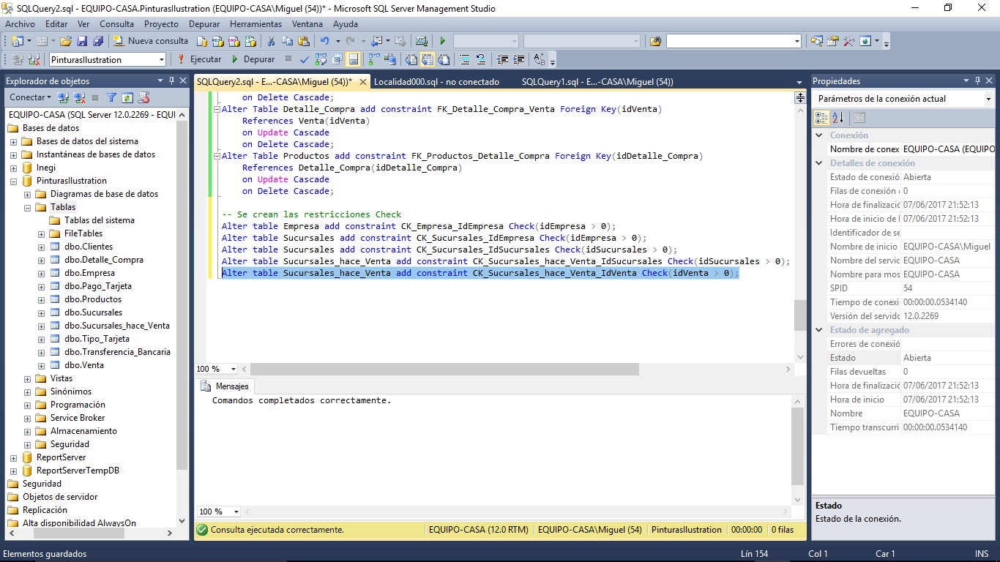 SQLQuery2.sql - EQUIPO-CASA.PinturasIlustration (EQUIPO-CASA\Miguel (54))* - Microsoft SQL Server Management Studio
Archivo Editar Ver Consulta Proyecto Depurar Herramientas Ventana Ayuda
Nueva consulta
PinturasIlustration Ejecutar Depurar
Explorador de objetos
Conectar
EQUIPO-CASA (SQL Server 12.0.2269 - EQUI
Bases de datos
Bases de datos del sistema
Instantáneas de bases de datos
Inegi
PinturasIlustration
Diagramas de base de datos
Tablas
Tablas del sistema
FileTables
dbo.Clientes
dbo.Detalle_Compra
dbo.Empresa
dbo.Pago_Tarjeta
dbo.Productos
dbo.Sucursales
dbo.Sucursales_hace_Venta
dbo.Tipo_Tarjeta
dbo.Transferencia_Bancaria
dbo.Venta
Vistas
Sinónimos
Programación
Service Broker
Almacenamiento
Seguridad
ReportServer
ReportServerTempDB
Seguridad
Objetos de servidor
Replicación
Alta disponibilidad AlwaysOn
SQLQuery2.sql - E...-CASA\Miguel (54))* Localidad000.sql - no conectado SQLQuery1.sql - E...-CASA\Miguel (54))
on Delete Cascade;
Alter Table Detalle_Compra add constraint FK_Detalle_Compra_Venta Foreign Key(idVenta)
References Venta(idVenta)
on Update Cascade
on Delete Cascade;
Alter Table Productos add constraint FK_Productos_Detalle_Compra Foreign Key(idDetalle_Compra)
References Detalle_Compra(idDetalle_Compra)
on Update Cascade
on Delete Cascade;
-- Se crean las restricciones Check
Alter table Empresa add constraint CK_Empresa_IdEmpresa Check(idEmpresa > 0);
Alter table Sucursales add constraint CK_Sucursales_IdEmpresa Check(idEmpresa > 0);
Alter table Sucursales add constraint CK_Sucursales_IdSucursales Check(idSucursales > 0);
Alter table Sucursales_hace_Venta add constraint CK_Sucursales_hace_Venta_IdSucursales Check(idSucursales > 0);
Alter table Sucursales_hace_Venta add constraint CK_Sucursales_hace_Venta_IdVenta Check(idVenta > 0);
100 %
Mensajes
Comandos completados correctamente.
100 %
Consulta ejecutada correctamente. EQUIPO-CASA (12.0 RTM) EQUIPO-CASA\Miguel (54) PinturasIlustration 00:00:00 0 filas
Propiedades
Parámetros de la conexión actual
Conexión
Nombre de conex EQUIPO-CASA (EQUIPO
Detalles de conexión
Estado de conexió Abierta
Filas de conexión 0
Hora de finalizació 07/06/2017 21:52:13
Hora de inicio de 07/06/2017 21:52:13
Identificador de se
Nombre de inicio EQUIPO-CASA\Miguel
Nombre del servid EQUIPO-CASA
Nombre para mos EQUIPO-CASA
SPID 54
Tiempo de conexi 00:00:00.0534140
Versión del servido 12.0.2269
Estado de agregado
Errores de conexió
Estado Abierta
Filas devueltas 0
Hora de finalizació 07/06/2017 21:52:13
Hora de inicio 07/06/2017 21:52:13
Nombre EQUIPO-CASA
Tiempo transcurri 00:00:00.0534140
Estado
Estado de la conexión.
Elementos guardados Lín 154 Col 1 Car 1 INS